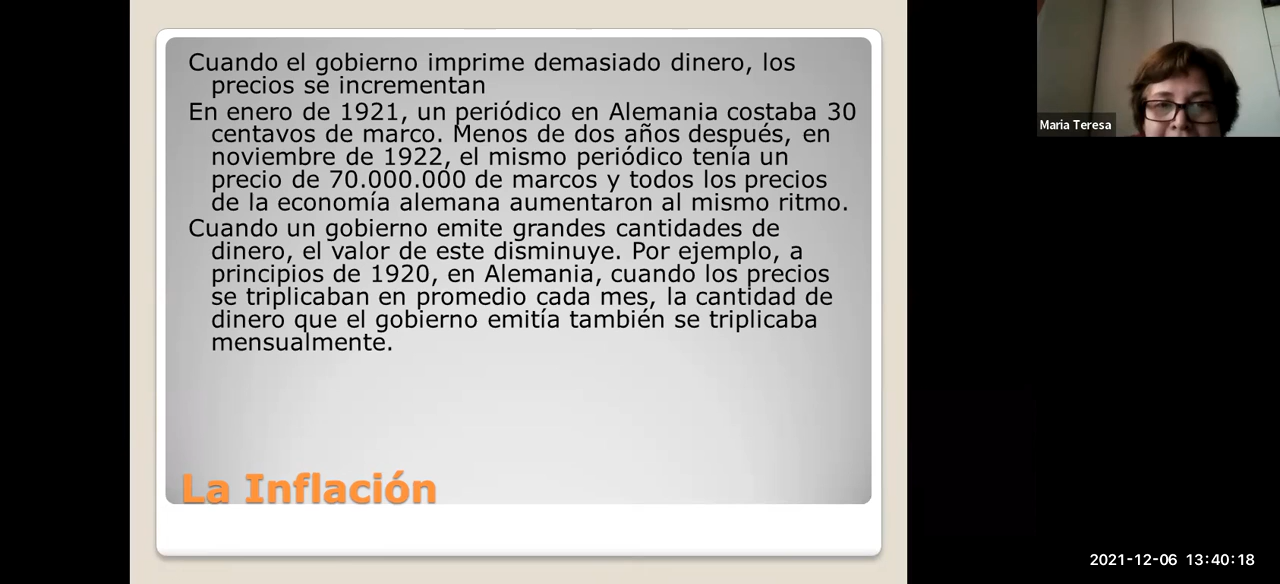 Cuando el gobierno imprime demasiado dinero, los
precios se incrementan
En enero de 1921, un periódico en Alemania costaba 30
centavos de marco. Menos de dos años después, en
noviembre de 1922, el mismo periódico tenía un
precio de 70.000.000 de marcos y todos los precios
de la economía alemana aumentaron al mismo ritmo.
Cuando un gobierno emite grandes cantidades de
dinero, el valor de este disminuye. Por ejemplo, a
principios de 1920, en Alemania, cuando los precios
se triplicaban en promedio cada mes, la cantidad de
dinero que el gobierno emitía también se triplicaba
mensualmente.
La Inflación
Maria Teresa
2021-12-06 13:40:18